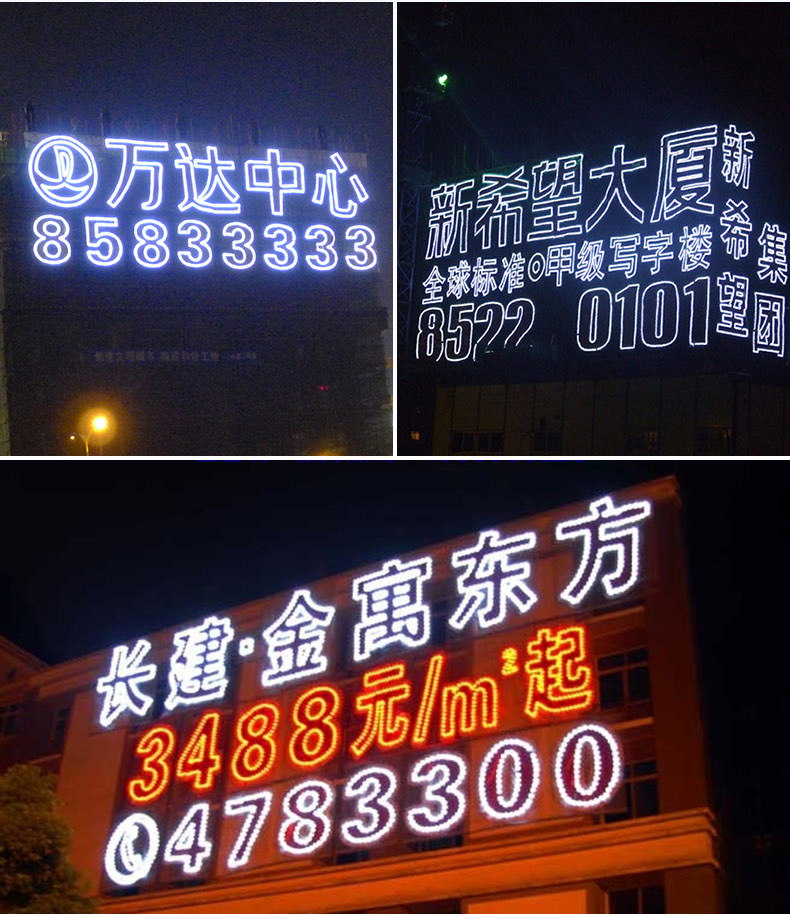 万达中心
85833333
新希望大厦
全球标准甲级写字楼
8522 0101
新希望
集团
长建·金寓东方
3488元/m²起
4783300